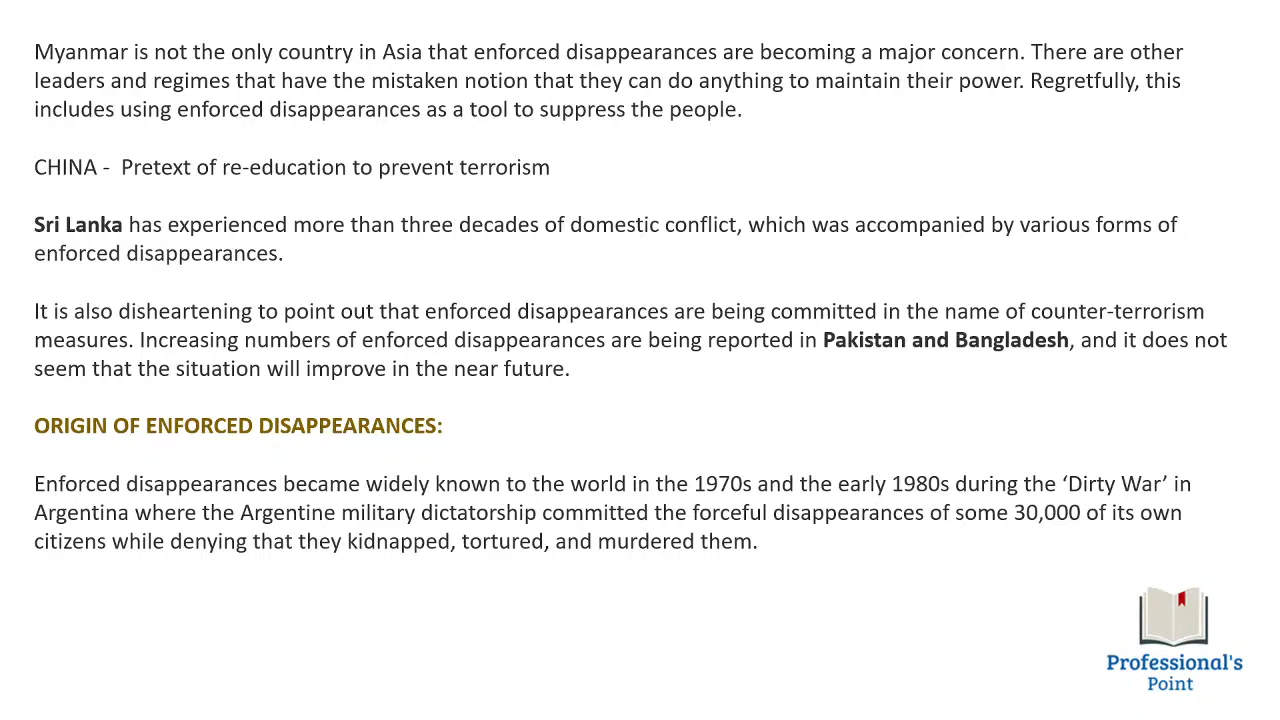 Myanmar is not the only country in Asia that enforced disappearances are becoming a major concern. There are other
leaders and regimes that have the mistaken notion that they can do anything to maintain their power. Regretfully, this
includes using enforced disappearances as a tool to suppress the people.
CHINA -  Pretext of re-education to prevent terrorism
Sri Lanka has experienced more than three decades of domestic conflict, which was accompanied by various forms of
enforced disappearances.
It is also disheartening to point out that enforced disappearances are being committed in the name of counter-terrorism
measures. Increasing numbers of enforced disappearances are being reported in Pakistan and Bangladesh, and it does not
seem that the situation will improve in the near future.
ORIGIN OF ENFORCED DISAPPEARANCES:
Enforced disappearances became widely known to the world in the 1970s and the early 1980s during the ‘Dirty War’ in
Argentina where the Argentine military dictatorship committed the forceful disappearances of some 30,000 of its own
citizens while denying that they kidnapped, tortured, and murdered them.
Professional's
Point